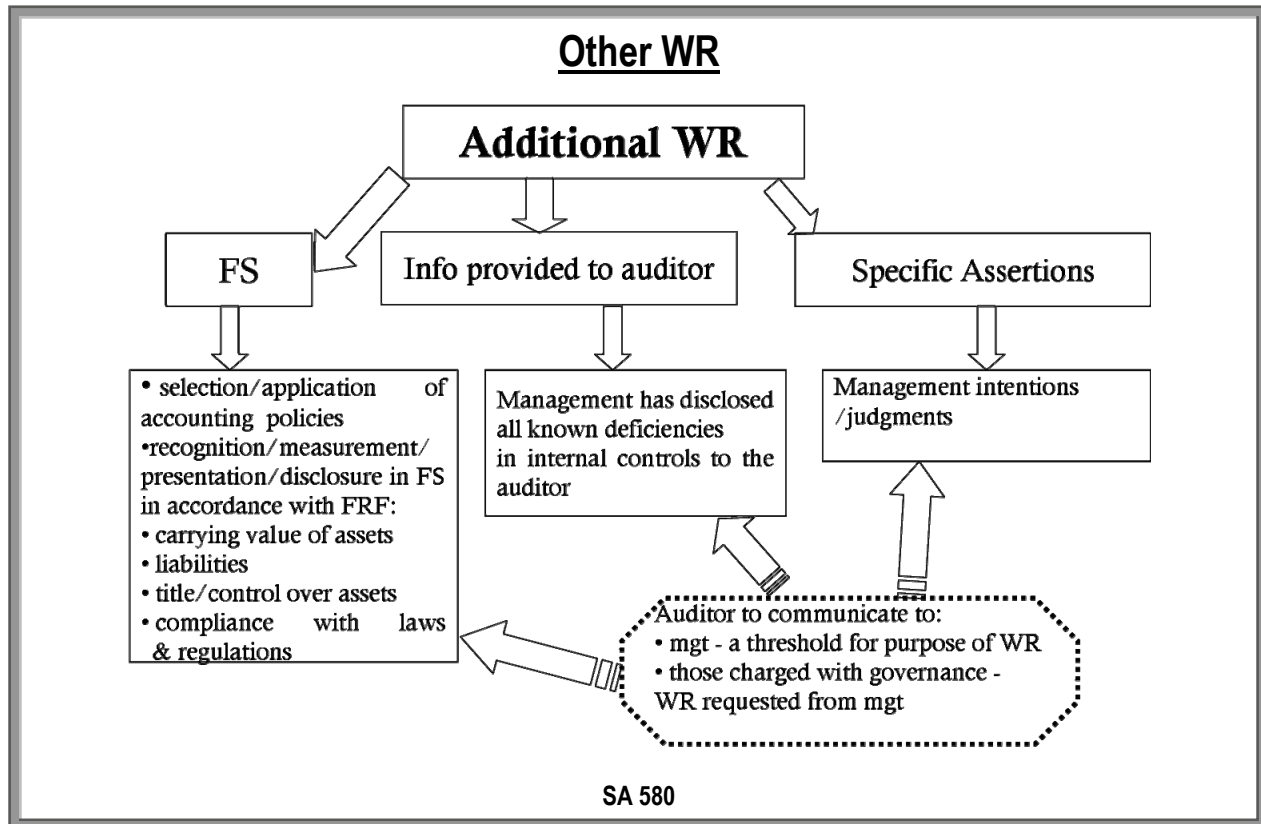 Other WR
Additional WR
FS
Info provided to auditor
Specific Assertions
• selection/application of
accounting policies
•recognition/measurement/
presentation/disclosure in FS
in accordance with FRF:
• carrying value of assets
• liabilities
• title/control over assets
• compliance with laws
& regulations
Management has disclosed
all known deficiencies
in internal controls to the
auditor
Management intentions
/judgments
Auditor to communicate to:
• mgt - a threshold for purpose of WR
• those charged with governance -
WR requested from mgt
SA 580